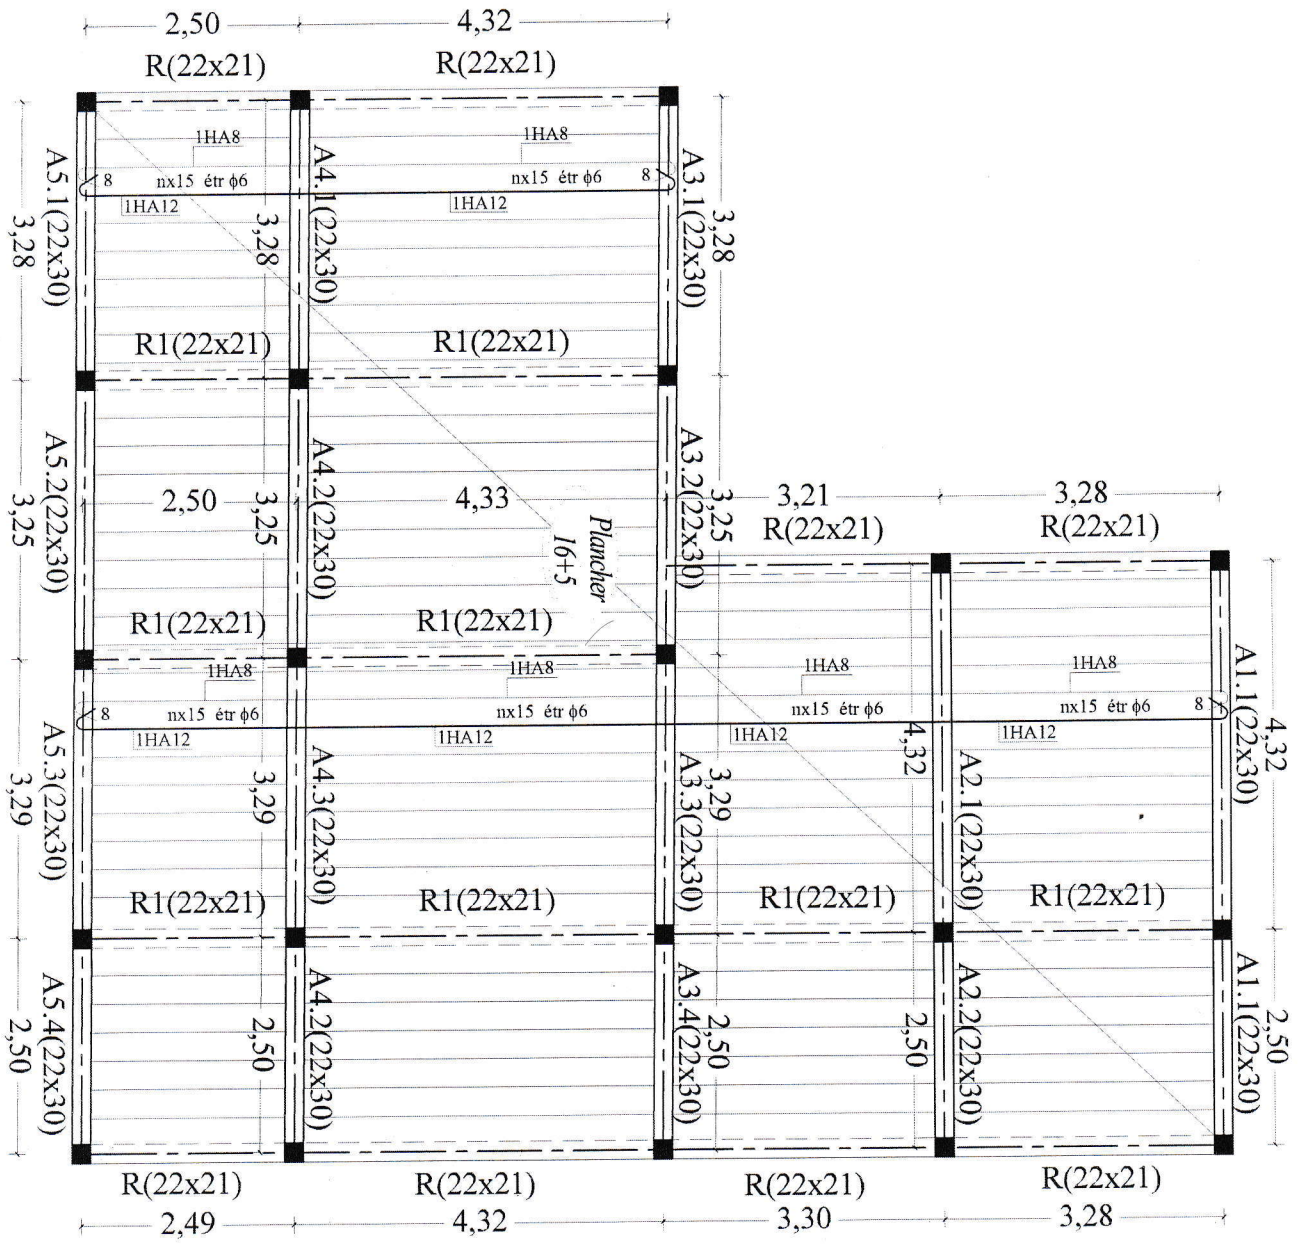 2,50
4,32
R(22x21)
R(22x21)
1HA8
1HA8
8
nx15 étr ϕ6
nx15 étr ϕ6
8
1HA12
1HA12
A5.1(22x30)
A4.1(22x30)
A3.1(22x30)
3,28
3,28
3,28
R1(22x21)
R1(22x21)
A5.2(22x30)
A4.2(22x30)
A3.2(22x30)
2,50
4,33
3,21
3,28
3,25
3,25
3,25
R(22x21)
R(22x21)
Plancher
16+5
R1(22x21)
R1(22x21)
1HA8
1HA8
1HA8
1HA8
8
nx15 étr ϕ6
nx15 étr ϕ6
nx15 étr ϕ6
nx15 étr ϕ6
8
1HA12
1HA12
1HA12
1HA12
A1.1(22x30)
4,32
4,32
A5.3(22x30)
A4.3(22x30)
A3.3(22x30)
A2.1(22x30)
3,29
3,29
3,29
R1(22x21)
R1(22x21)
R1(22x21)
R1(22x21)
A5.4(22x30)
A4.2(22x30)
A3.4(22x30)
A2.2(22x30)
A1.1(22x30)
2,50
2,50
2,50
2,50
2,50
R(22x21)
R(22x21)
R(22x21)
R(22x21)
2,49
4,32
3,30
3,28